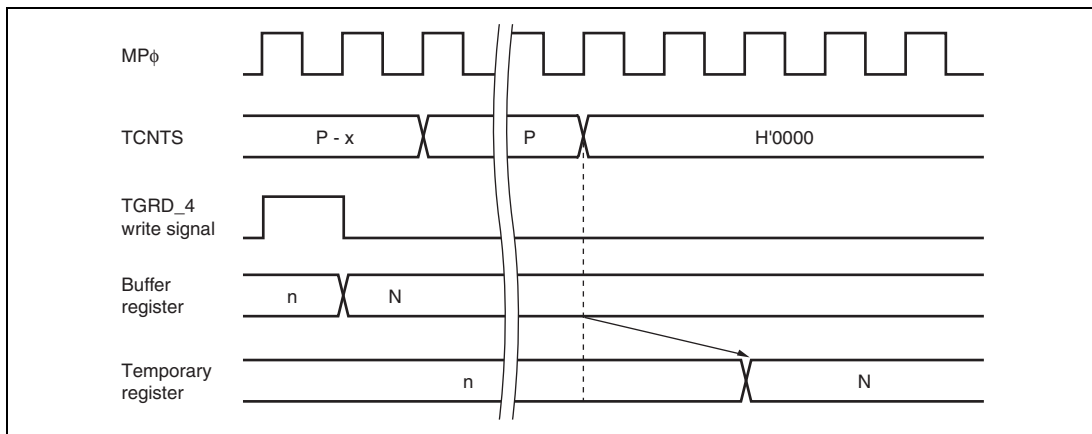 MPϕ
TCNTS
P - x
P
H'0000
TGRD_4
write signal
Buffer
register
n
N
Temporary
register
n
N